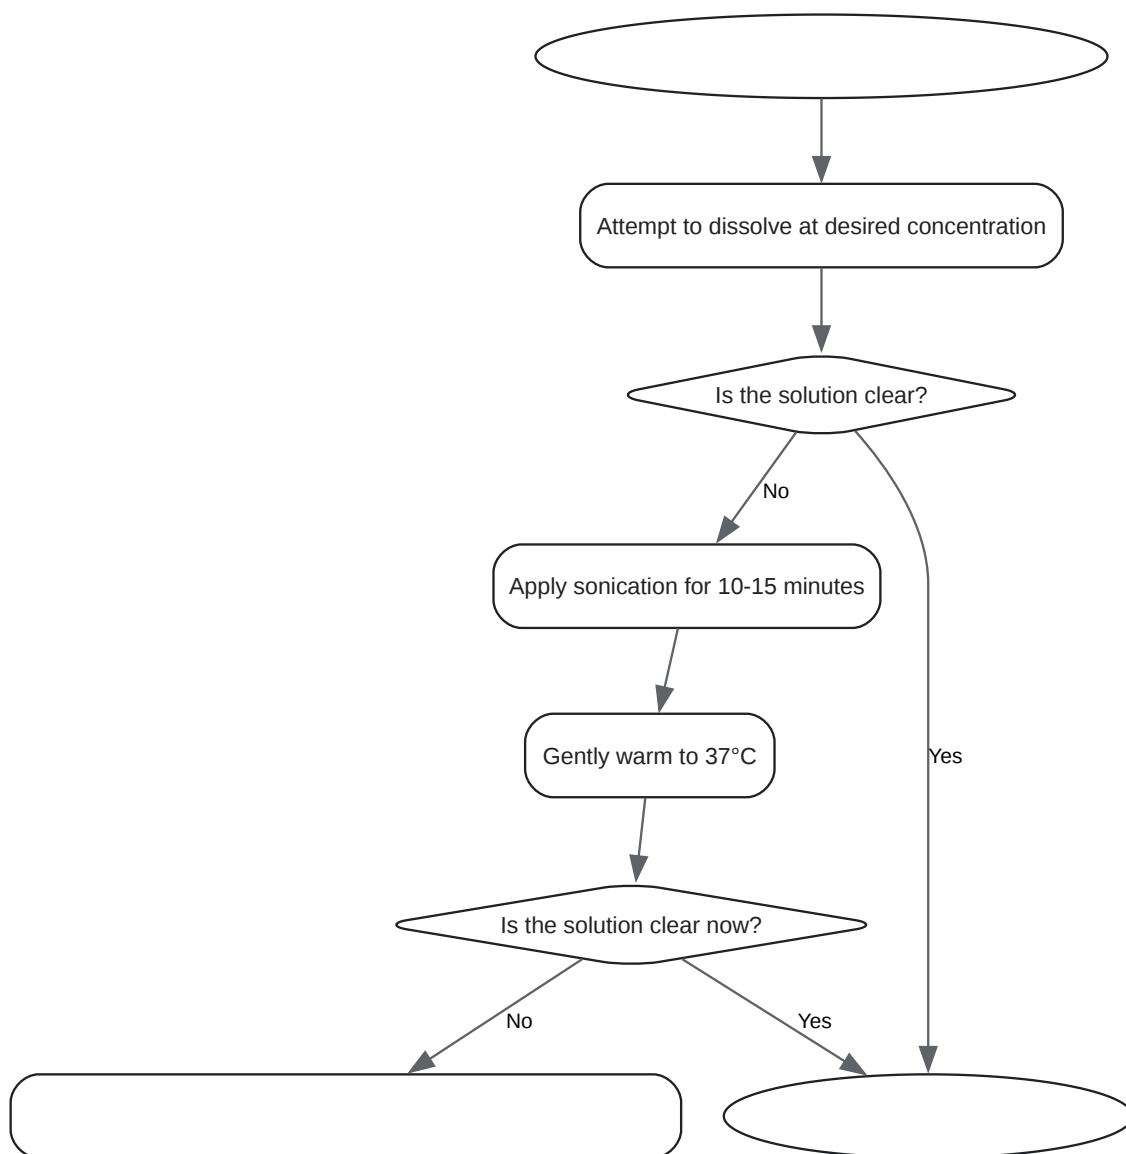 Attempt to dissolve at desired concentration
Is the solution clear?
No
Apply sonication for 10-15 minutes
Gently warm to 37°C
Yes
Is the solution clear now?
No
Yes